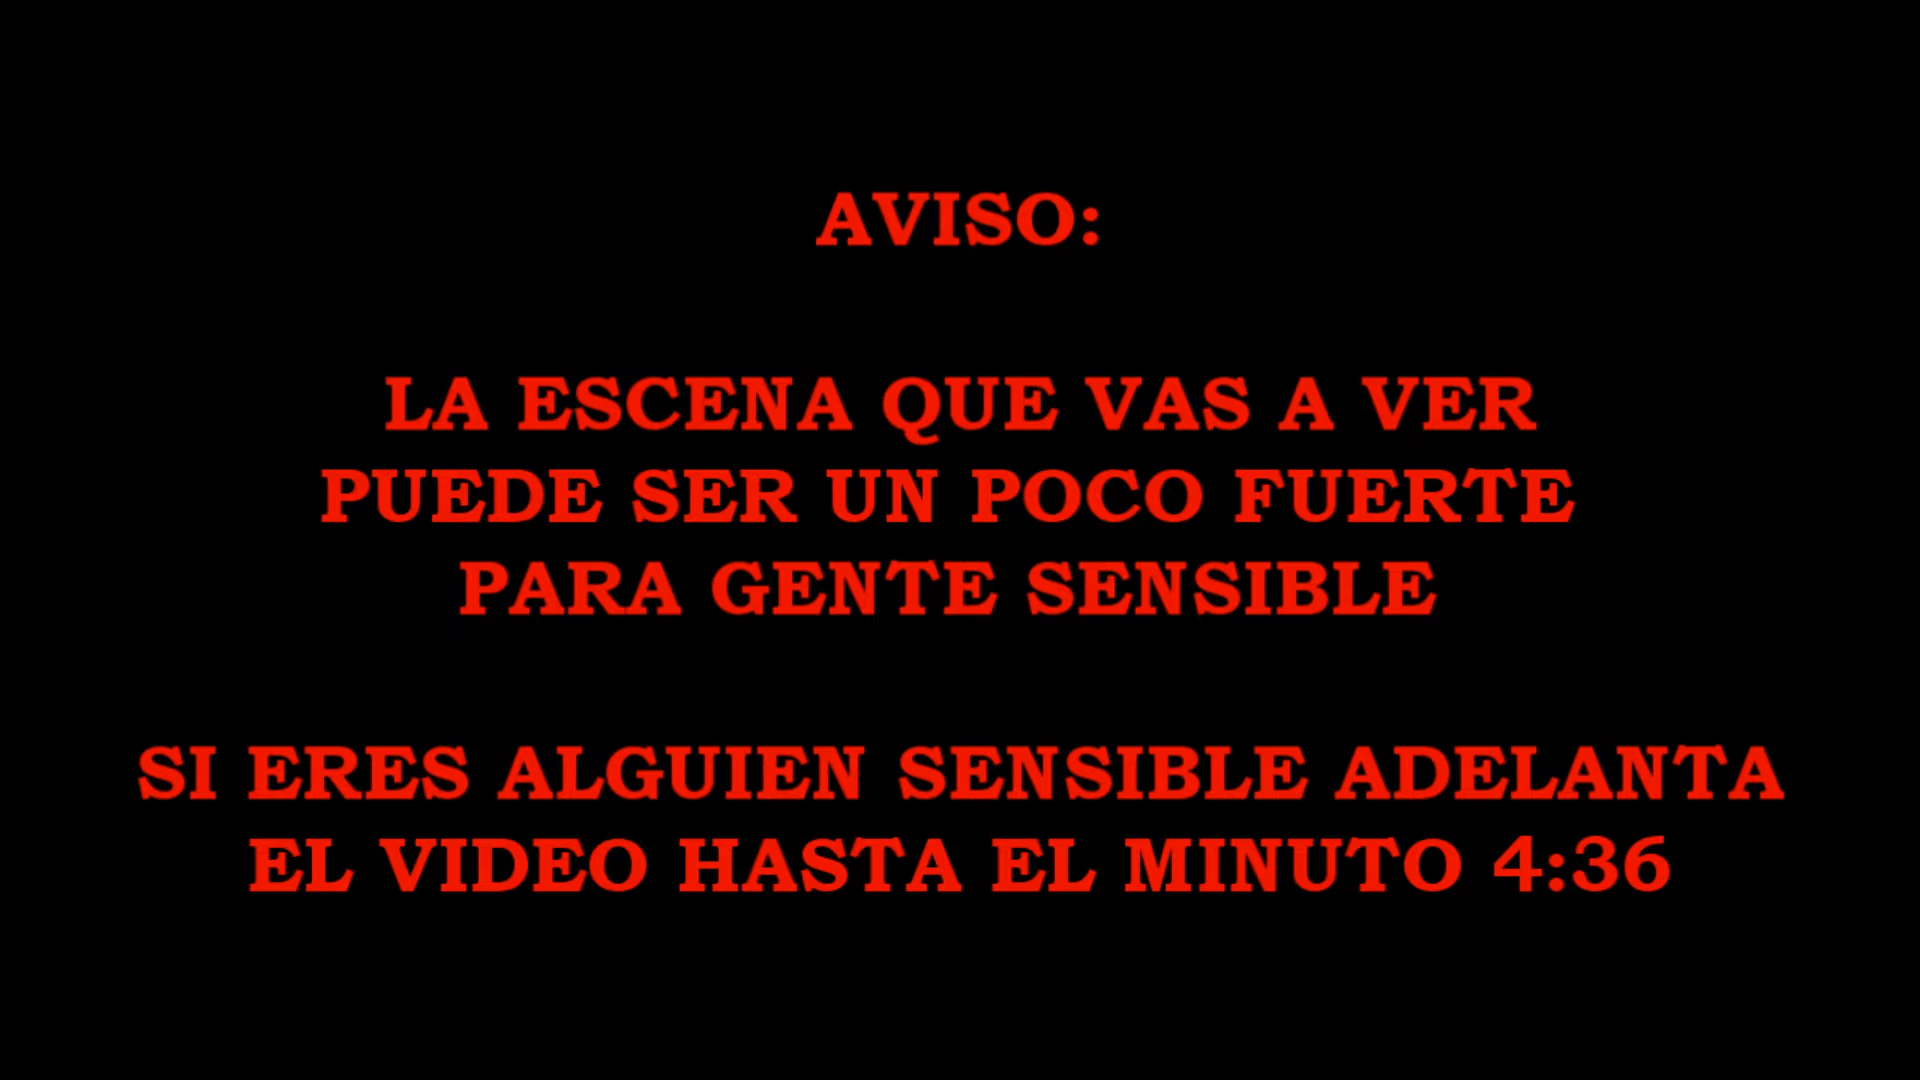 AVISO:
LA ESCENA QUE VAS A VER
PUEDE SER UN POCO FUERTE
PARA GENTE SENSIBLE
SI ERES ALGUIEN SENSIBLE ADELANTA
EL VIDEO HASTA EL MINUTO 4:36